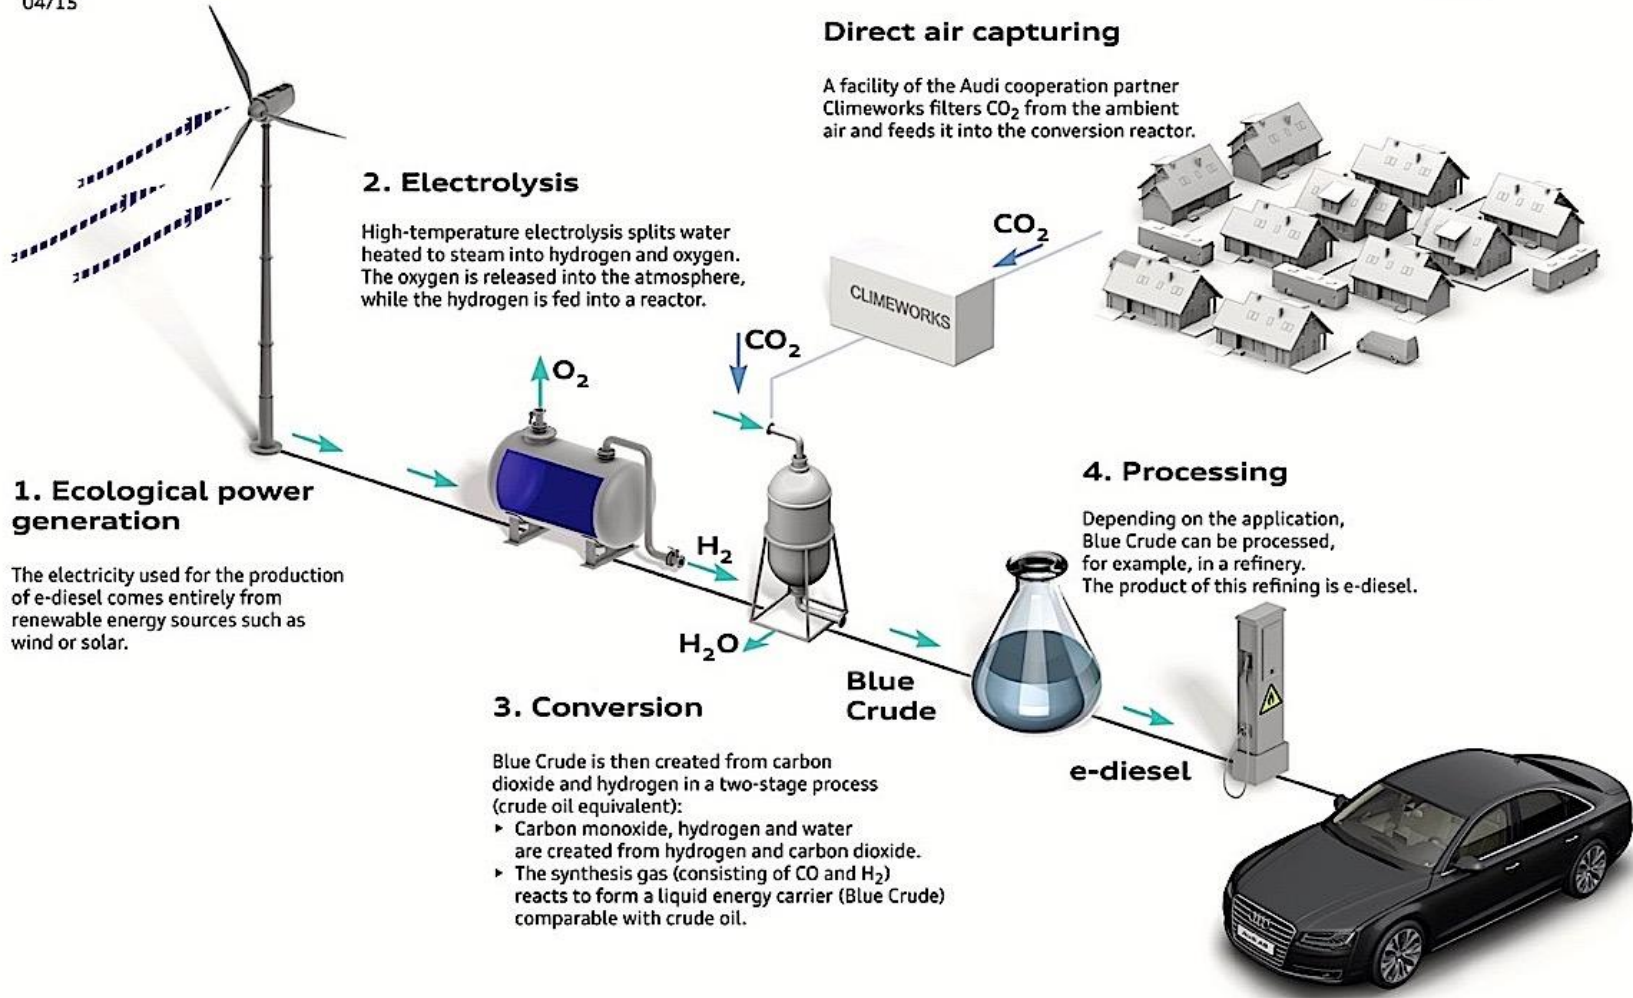 04/15
Direct air capturing
A facility of the Audi cooperation partner
Climeworks filters CO₂ from the ambient
air and feeds it into the conversion reactor.
2. Electrolysis
High-temperature electrolysis splits water
heated to steam into hydrogen and oxygen.
The oxygen is released into the atmosphere,
while the hydrogen is fed into a reactor.
CO₂
CLIMEWORKS
CO₂
O₂
1. Ecological power
generation
The electricity used for the production
of e-diesel comes entirely from
renewable energy sources such as
wind or solar.
H₂
H₂O
4. Processing
Depending on the application,
Blue Crude can be processed,
for example, in a refinery.
The product of this refining is e-diesel.
Blue
Crude
e-diesel
3. Conversion
Blue Crude is then created from carbon
dioxide and hydrogen in a two-stage process
(crude oil equivalent):
▸ Carbon monoxide, hydrogen and water
are created from hydrogen and carbon dioxide.
▸ The synthesis gas (consisting of CO and H₂)
reacts to form a liquid energy carrier (Blue Crude)
comparable with crude oil.
Audi A8